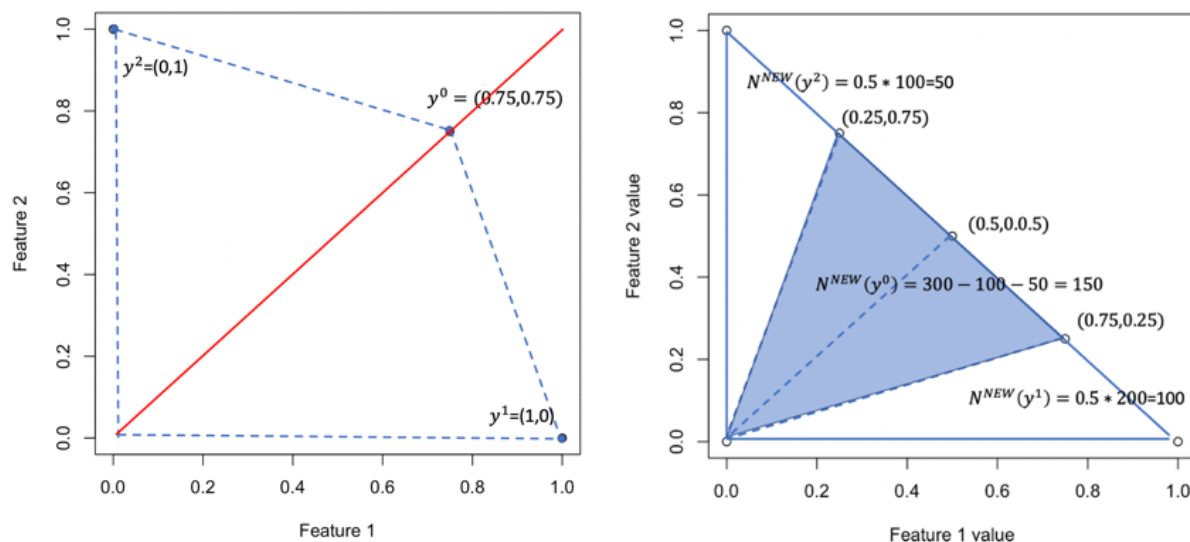 1.0
0.8
0.6
0.4
0.2
0.0
Feature 2
y²=(0,1)
y⁰ = (0.75,0.75)
y¹=(1,0)
0.0 0.2 0.4 0.6 0.8 1.0
Feature 1
1.0
0.8
0.6
0.4
0.2
0.0
Feature 2 value
N^NEW(y²) = 0.5 * 100=50
(0.25,0.75)
(0.5,0.0.5)
N^NEW(y⁰) = 300 − 100 − 50 = 150
(0.75,0.25)
N^NEW(y¹) = 0.5 * 200=100
0.0 0.2 0.4 0.6 0.8 1.0
Feature 1 value